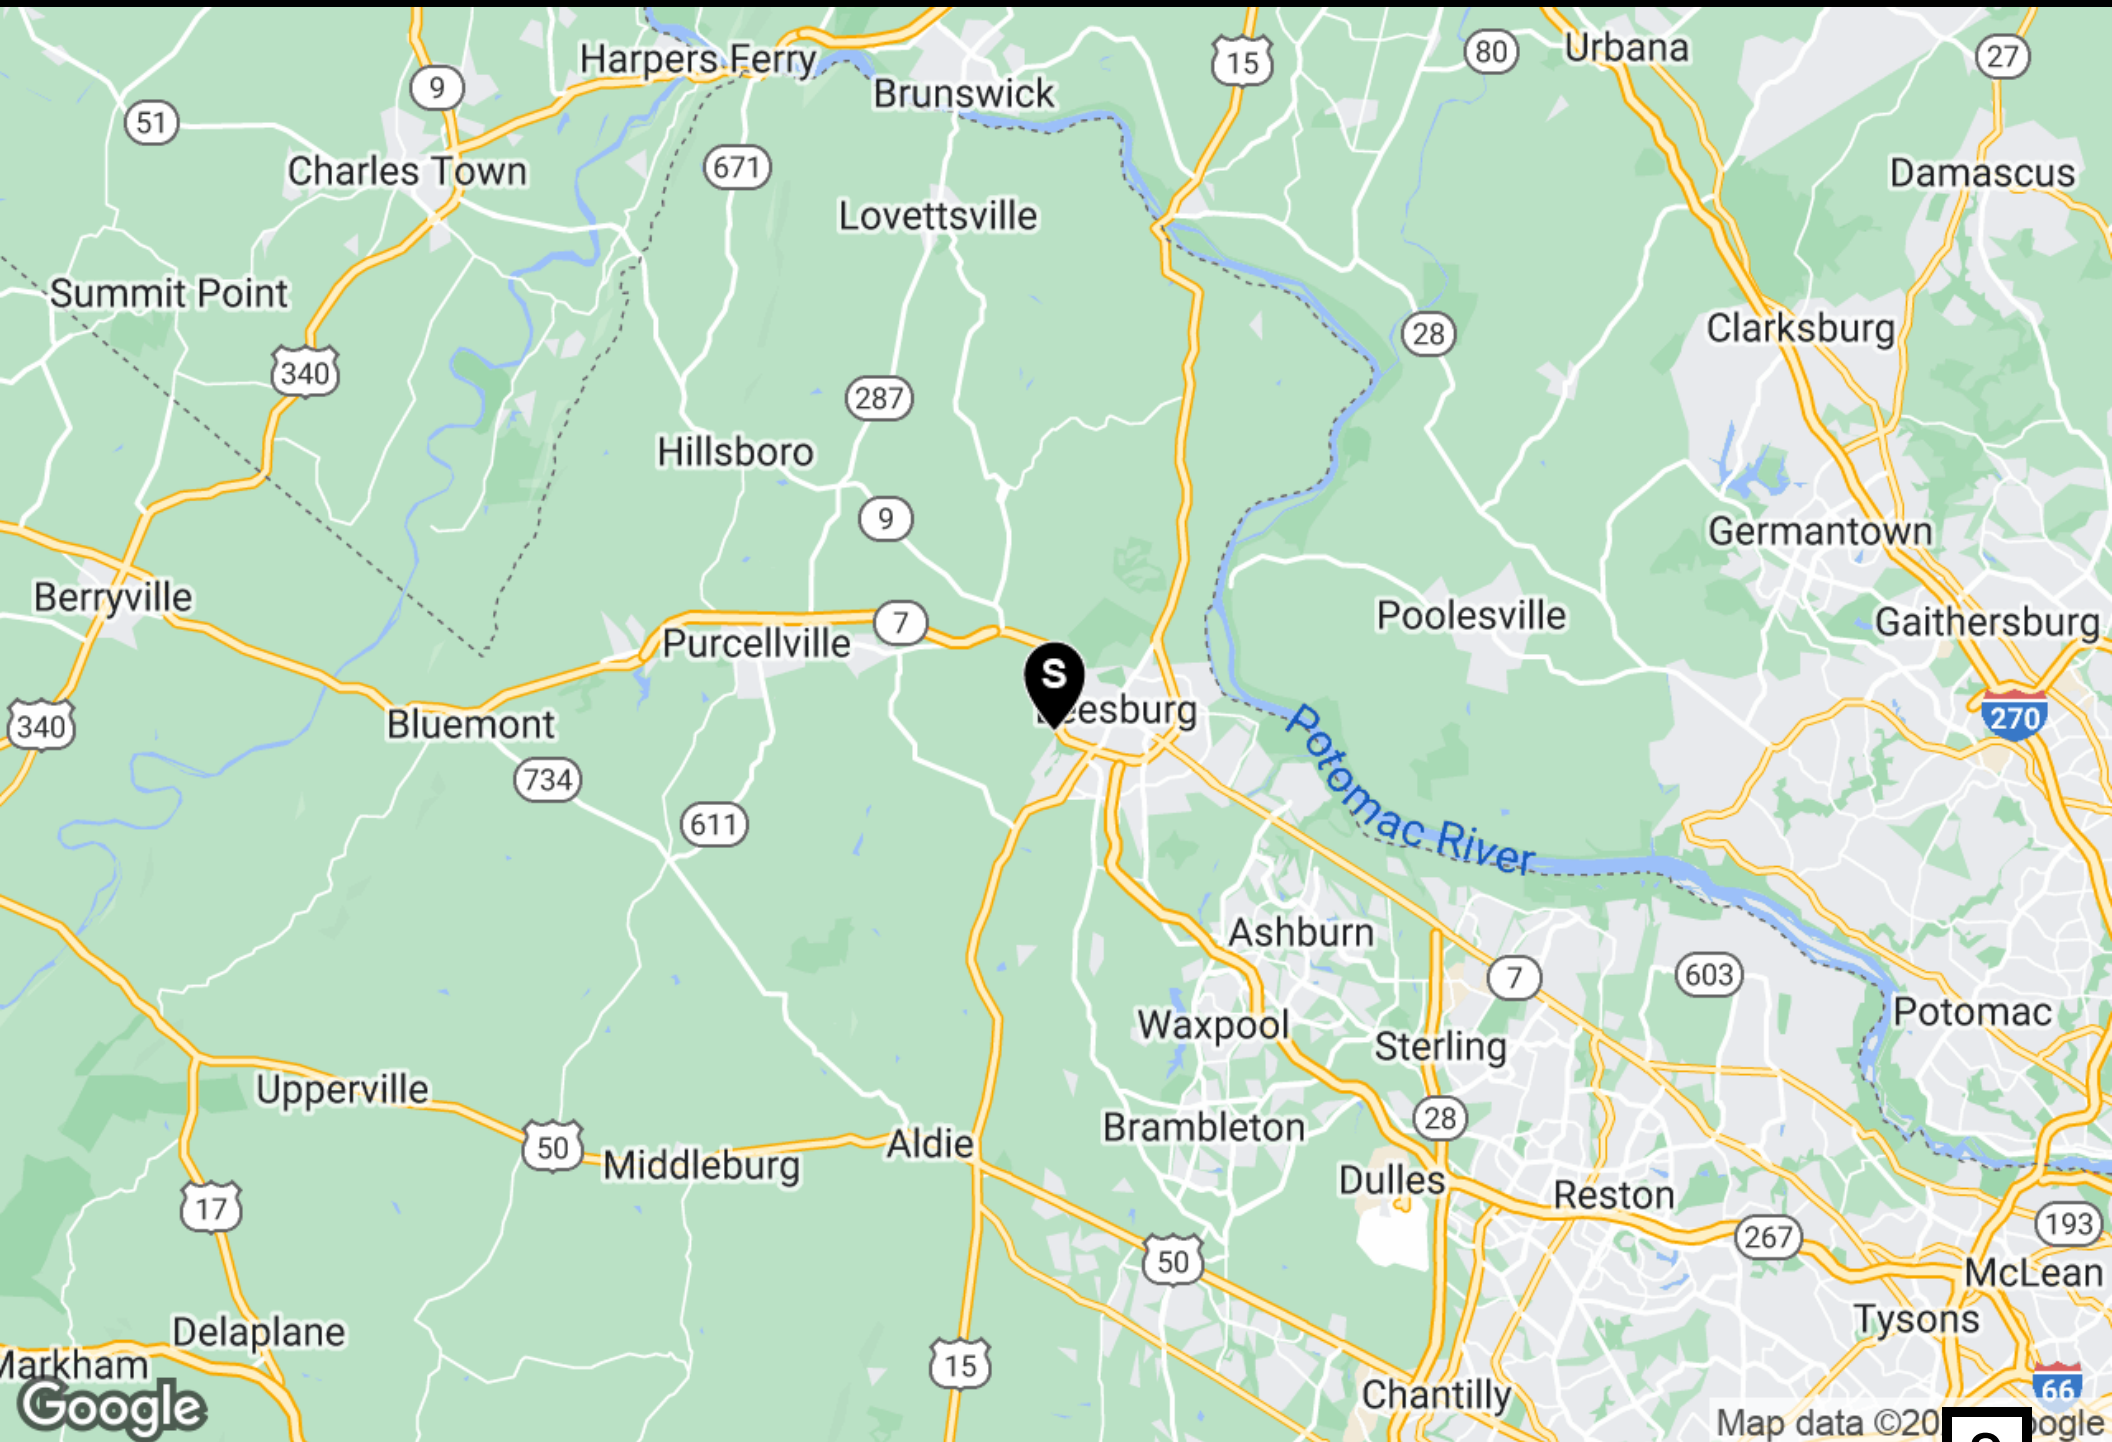 Harpers Ferry
15
80
Urbana
27
9
Brunswick
51
671
Charles Town
Damascus
Lovettsville
Summit Point
28
Clarksburg
340
287
Hillsboro
9
Germantown
Berryville
7
Poolesville
Gaithersburg
Purcellville
S
eesburg
340
Bluemont
270
Potomac River
734
611
Ashburn
7
603
Potomac
Waxpool
Sterling
Upperville
28
50
Aldie
Brambleton
Middleburg
Dulles
Reston
17
193
267
50
McLean
Tysons
Delaplane
Markham
15
66
Chantilly
Google
Map data ©20
ogle